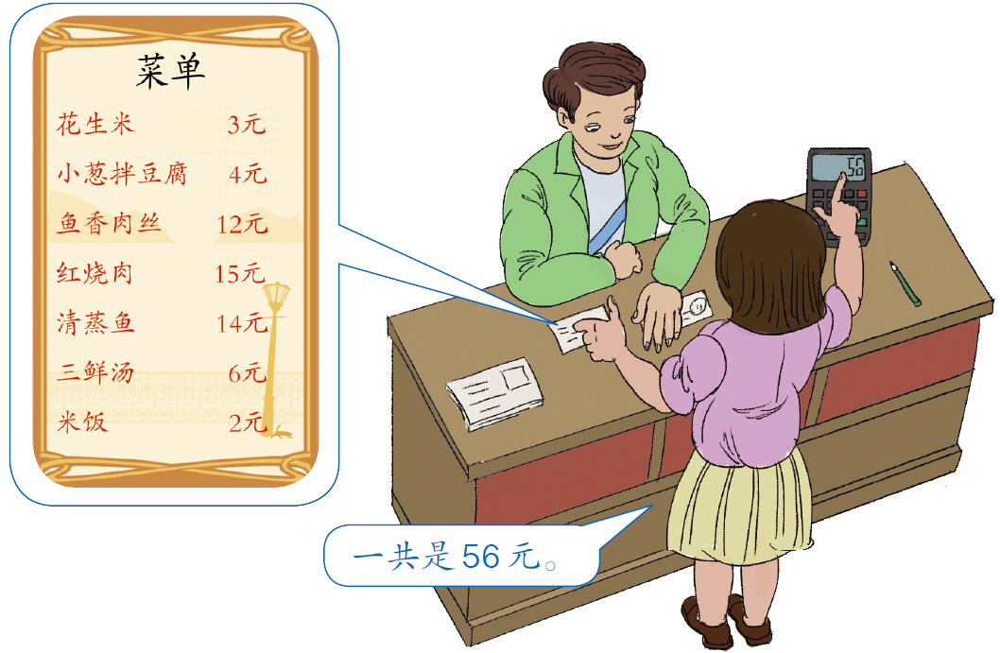 菜单
花生米 3元
小葱拌豆腐 4元
鱼香肉丝 12元
红烧肉 15元
清蒸鱼 14元
三鲜汤 6元
米饭 2元
56
一共是56元。